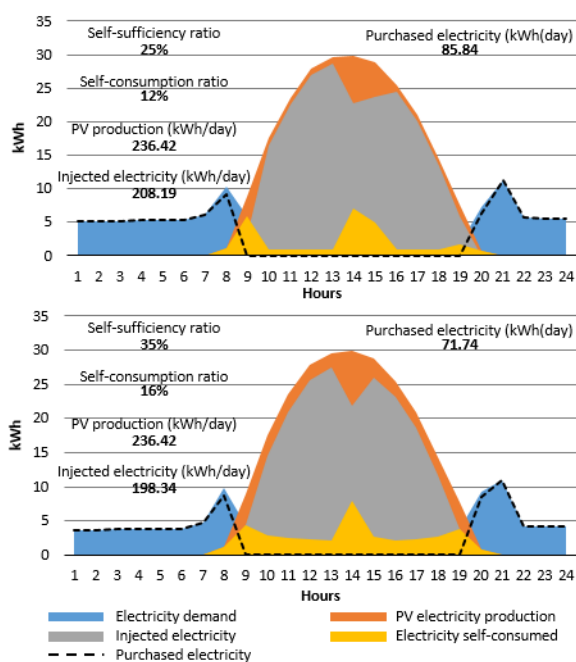 Self-sufficiency ratio
25%
Purchased electricity (kWh(day)
85.84
Self-consumption ratio
12%
PV production (kWh/day)
236.42
Injected electricity (kWh/day)
208.19
kWh
35
30
25
20
15
10
5
0
1 2 3 4 5 6 7 8 9 10 11 12 13 14 15 16 17 18 19 20 21 22 23 24
Hours
Self-sufficiency ratio
35%
Purchased electricity (kWh(day)
71.74
Self-consumption ratio
16%
PV production (kWh/day)
236.42
Injected electricity (kWh/day)
198.34
kWh
35
30
25
20
15
10
5
0
1 2 3 4 5 6 7 8 9 10 11 12 13 14 15 16 17 18 19 20 21 22 23 24
Hours
Electricity demand
PV electricity production
Injected electricity
Electricity self-consumed
Purchased electricity